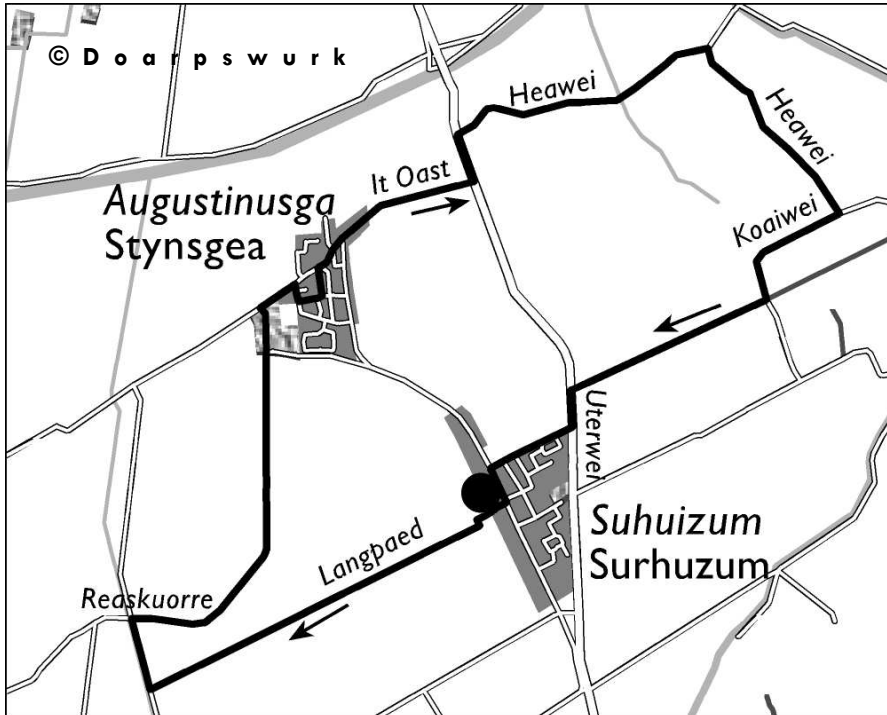 © Doarpswurk
Heawei
Heawei
It Oast
Augustinusga
Stynsgea
Koaiwei
Uterwei
Suhuizum
Surhuzum
Langpaed
Reaskuorre